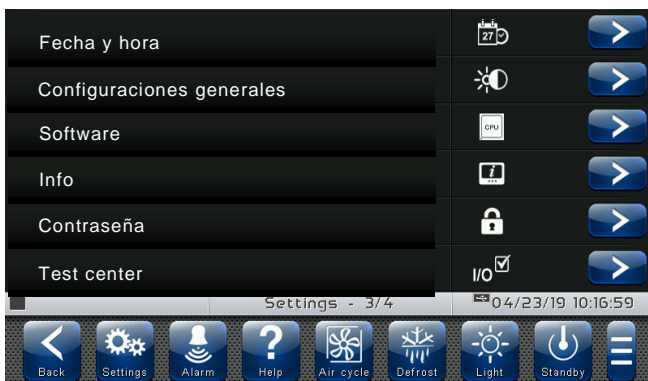 Fecha y hora
27
Configuraciones generales
Software
CPU
Info
i
Contraseña
Test center
I/O
Settings - 3/4
04/23/19 10:16:59
Back
Settings
Alarm
?
Help
Air cycle
Defrost
Light
Standby